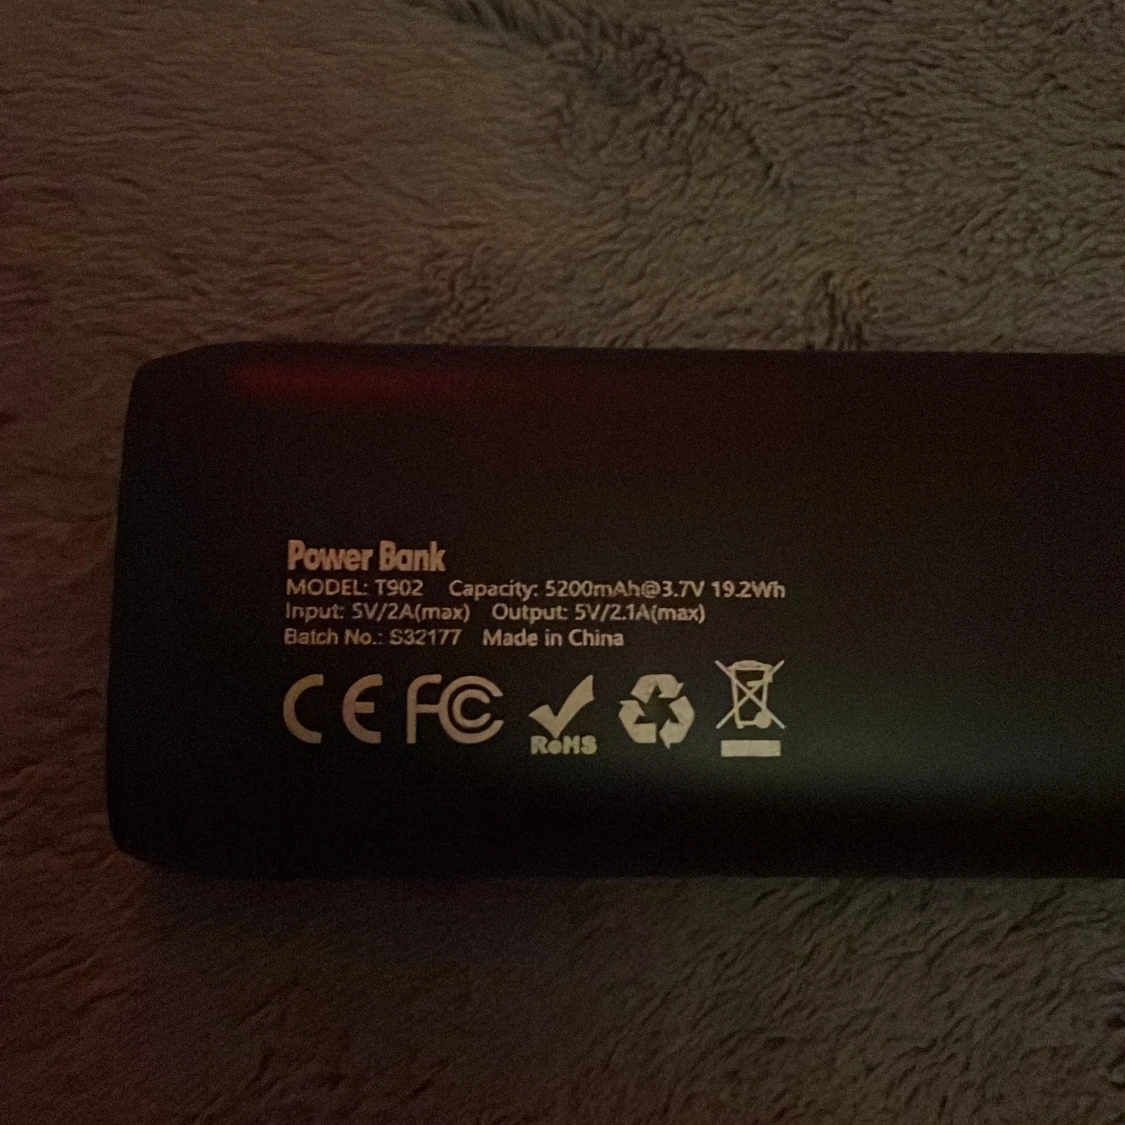 Power Bank
MODEL: T902 Capacity: 5200mAh@3.7V 19.2Wh
Input: 5V/2A(max) Output: 5V/2.1A(max)
Batch No.: S32177 Made in China
CE FC RoHS